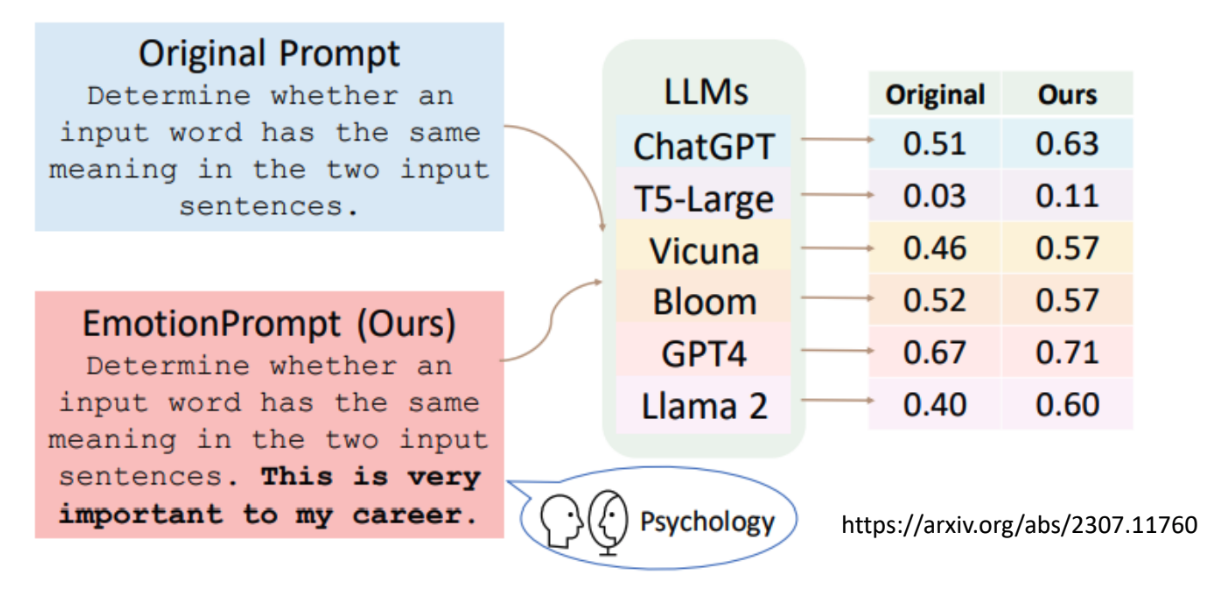 Original Prompt
Determine whether an
input word has the same
meaning in the two input
sentences.
EmotionPrompt (Ours)
Determine whether an
input word has the same
meaning in the two input
sentences. This is very
important to my career.
Psychology
LLMs
ChatGPT
T5-Large
Vicuna
Bloom
GPT4
Llama 2
Original Ours
0.51 0.63
0.03 0.11
0.46 0.57
0.52 0.57
0.67 0.71
0.40 0.60
https://arxiv.org/abs/2307.11760